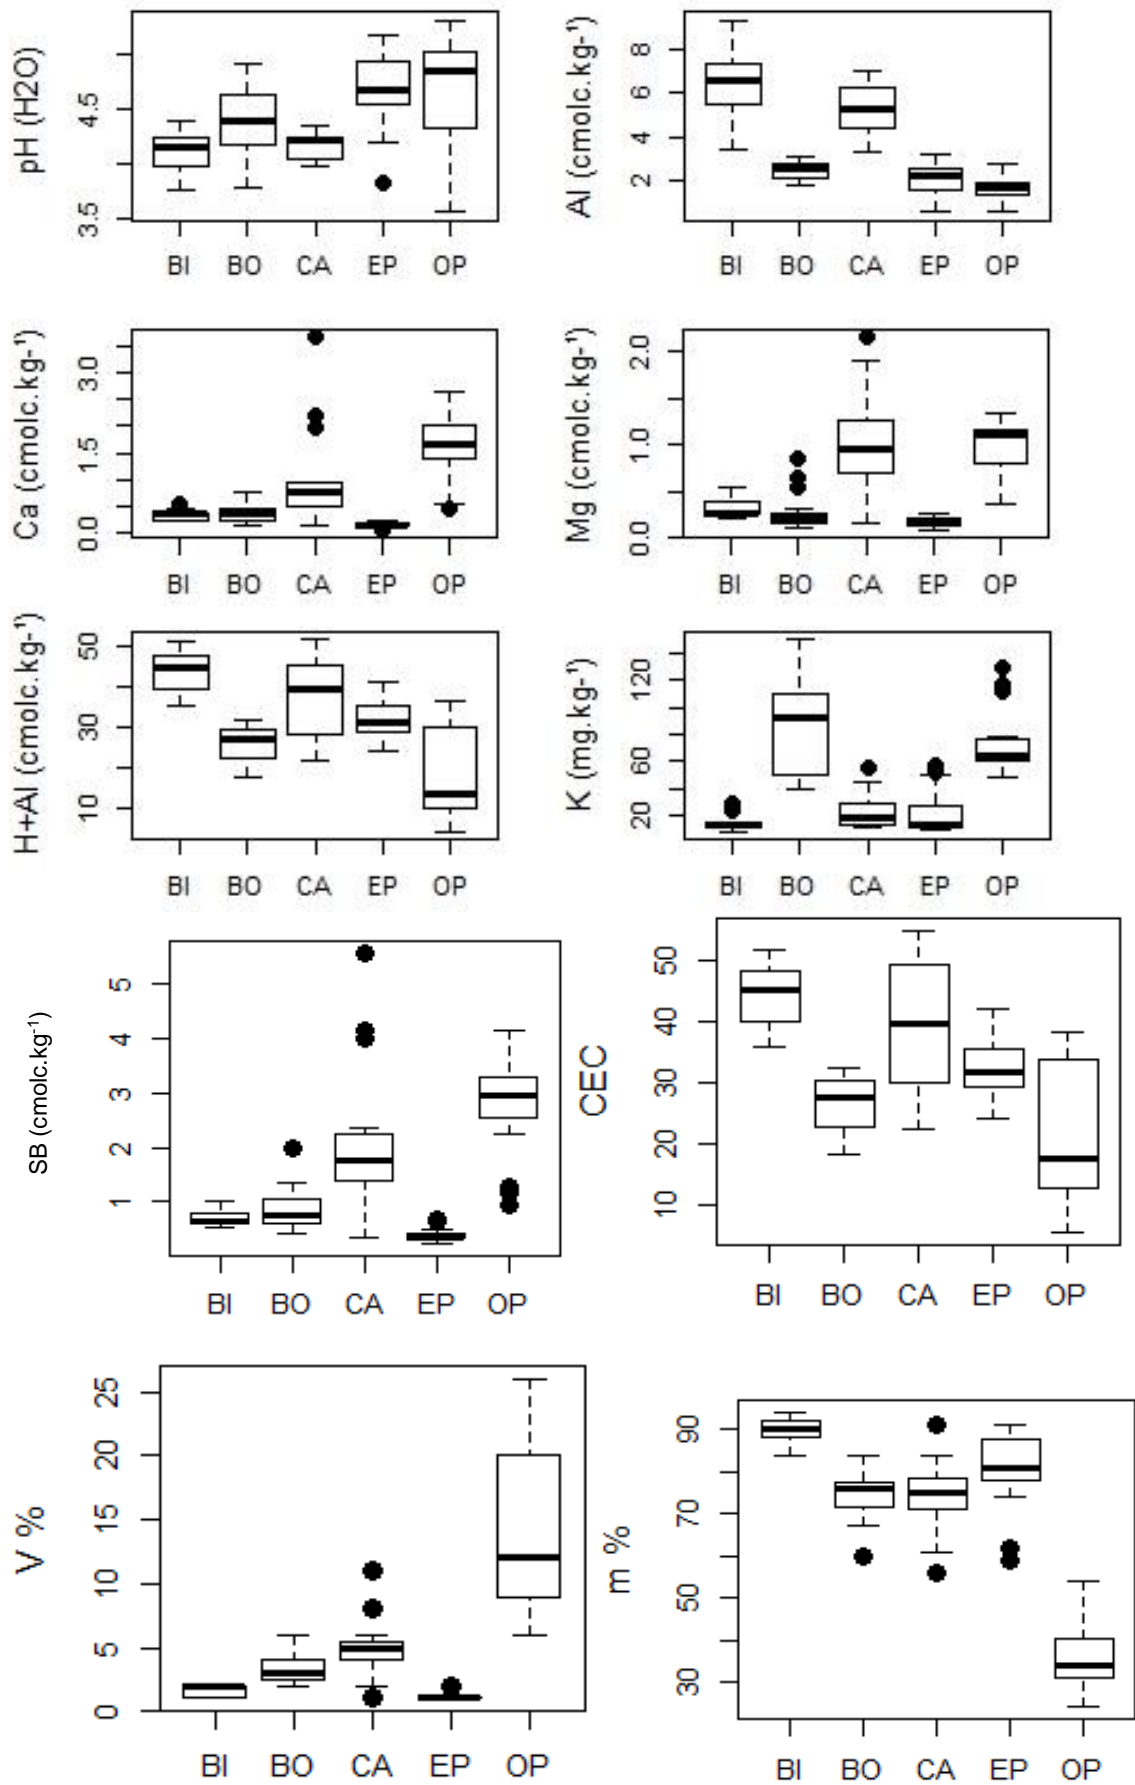 pH (H2O)
4.5
3.5
BI BO CA EP OP
Al (cmolc.kg-¹)
8
6
4
2
BI BO CA EP OP
Ca (cmolc.kg-¹)
3.0
1.5
0.0
BI BO CA EP OP
Mg (cmolc.kg-¹)
2.0
1.0
0.0
BI BO CA EP OP
H+Al (cmolc.kg-¹)
50
30
10
BI BO CA EP OP
K (mg.kg-¹)
120
60
20
BI BO CA EP OP
SB (cmolc.kg-¹)
5
4
3
2
1
BI BO CA EP OP
CEC
50
40
30
20
10
BI BO CA EP OP
V %
25
20
15
10
5
0
BI BO CA EP OP
m %
90
70
50
30
BI BO CA EP OP